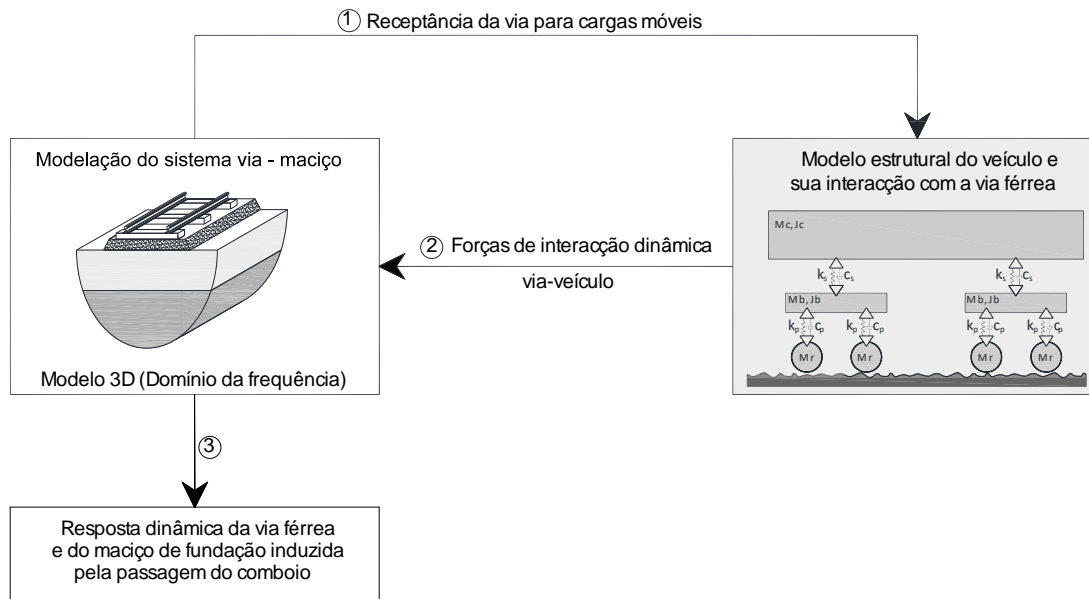 ① Receptância da via para cargas móveis
Modelação do sistema via - maciço
Modelo 3D (Domínio da frequência)
② Forças de interacção dinâmica
via-veículo
Modelo estrutural do veículo e
sua interacção com a via férrea
Mc,Jc
ks cs ks cs
Mb,Jb Mb,Jb
kp cp kp cp kp cp kp cp
Mr Mr Mr Mr
③
Resposta dinâmica da via férrea
e do maciço de fundação induzida
pela passagem do comboio